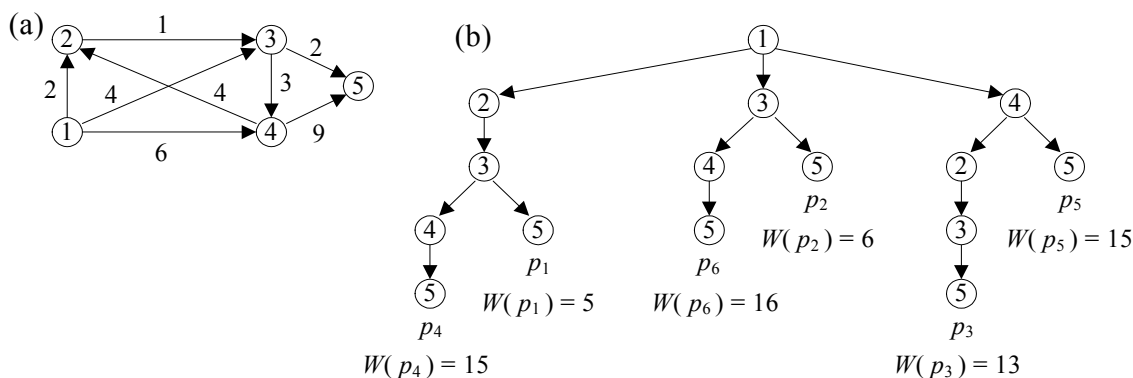 (a)
2 1 3 2
5
2 4 4 3
1 6 4 9
(b)
1
2 3 4
3 4 5 2 5
p2 p5
4 5 5 3
W( p2 ) = 6 W( p5 ) = 15
p1 p6
5 5
W( p1 ) = 5 W( p6 ) = 16
p4 p3
W( p4 ) = 15 W( p3 ) = 13